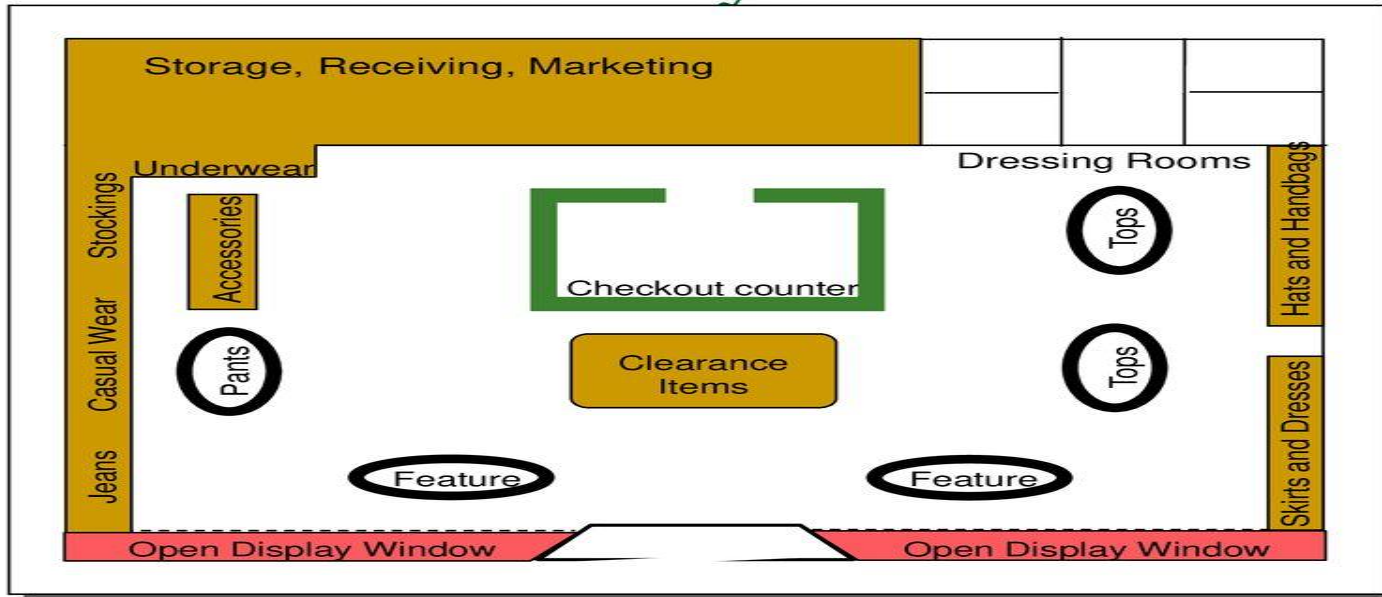 Storage, Receiving, Marketing
Underwear
Dressing Rooms
Stockings
Accessories
Tops
Hats and Handbags
Checkout counter
Casual Wear
Pants
Clearance
Items
Tops
Jeans
Feature
Feature
Skirts and Dresses
Open Display Window
Open Display Window